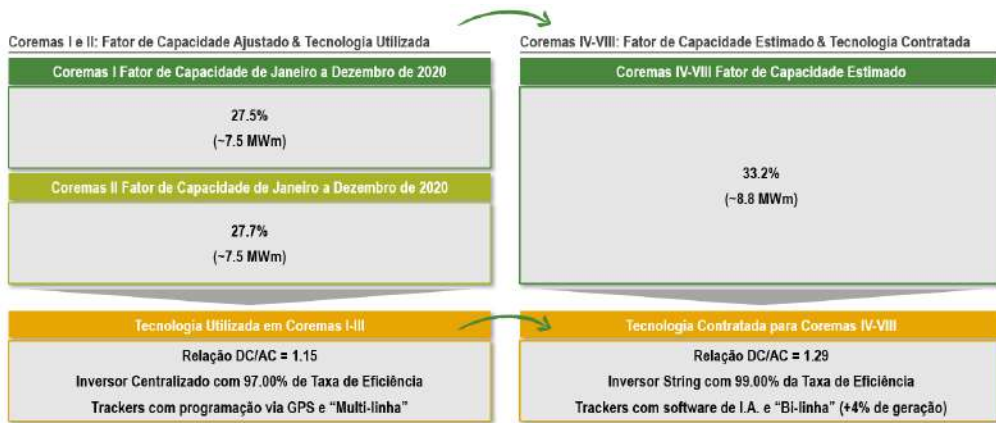 Coremas I e II: Fator de Capacidade Ajustado & Tecnologia Utilizada
Coremas I Fator de Capacidade de Janeiro a Dezembro de 2020
27.5%
(~7.5 MWm)
Coremas II Fator de Capacidade de Janeiro a Dezembro de 2020
27.7%
(~7.5 MWm)
Tecnologia Utilizada em Coremas I-III
Relação DC/AC = 1.15
Inversor Centralizado com 97.00% de Taxa de Eficiência
Trackers com programação via GPS e “Multi-linha”
Coremas IV-VIII: Fator de Capacidade Estimado & Tecnologia Contratada
Coremas IV-VIII Fator de Capacidade Estimado
33.2%
(~8.8 MWm)
Tecnologia Contratada para Coremas IV-VIII
Relação DC/AC = 1.29
Inversor String com 99.00% da Taxa de Eficiência
Trackers com software de I.A. e “Bi-linha” (+4% de geração)